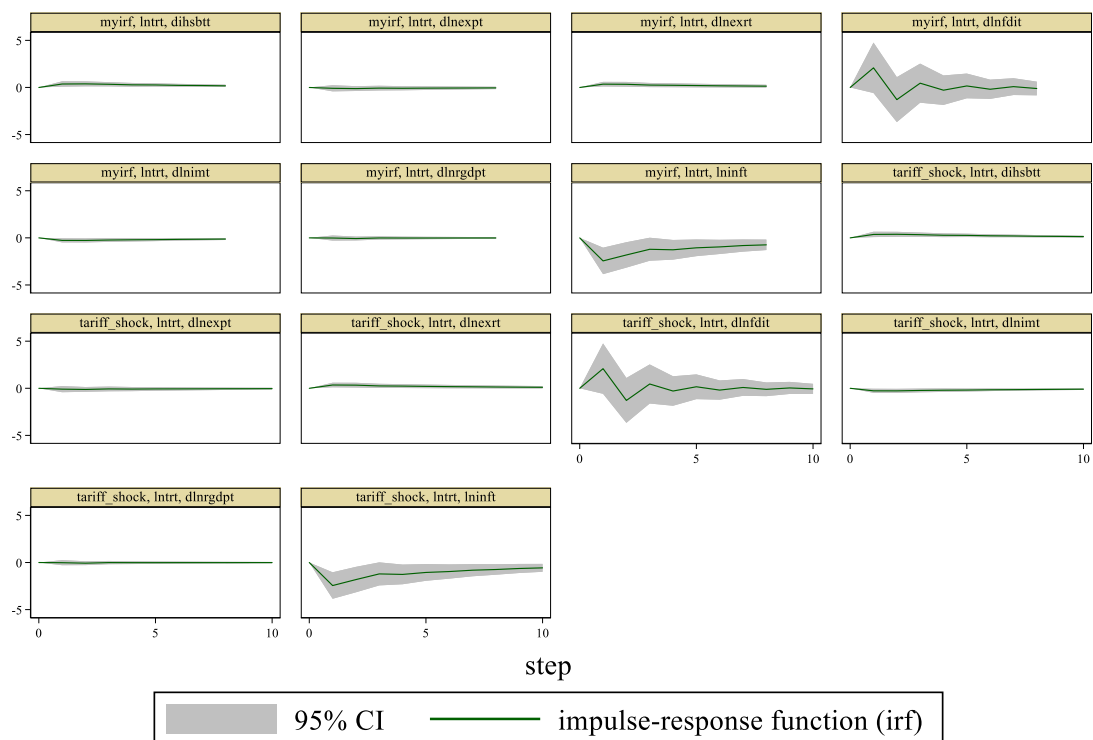 myirf, lntrt, dihsbtt
myirf, lntrt, dlnexpt
myirf, lntrt, dlnexrt
myirf, lntrt, dlnfdit
5
0
-5
myirf, lntrt, dlnimt
myirf, lntrt, dlnrgdpt
myirf, lntrt, lninft
tariff_shock, lntrt, dihsbtt
5
0
-5
tariff_shock, lntrt, dlnexpt
tariff_shock, lntrt, dlnexrt
tariff_shock, lntrt, dlnfdit
tariff_shock, lntrt, dlnimt
5
0
-5
0 5 10
0 5 10
tariff_shock, lntrt, dlnrgdpt
tariff_shock, lntrt, lninft
5
0
-5
0 5 10
0 5 10
step
95% CI
impulse-response function (irf)